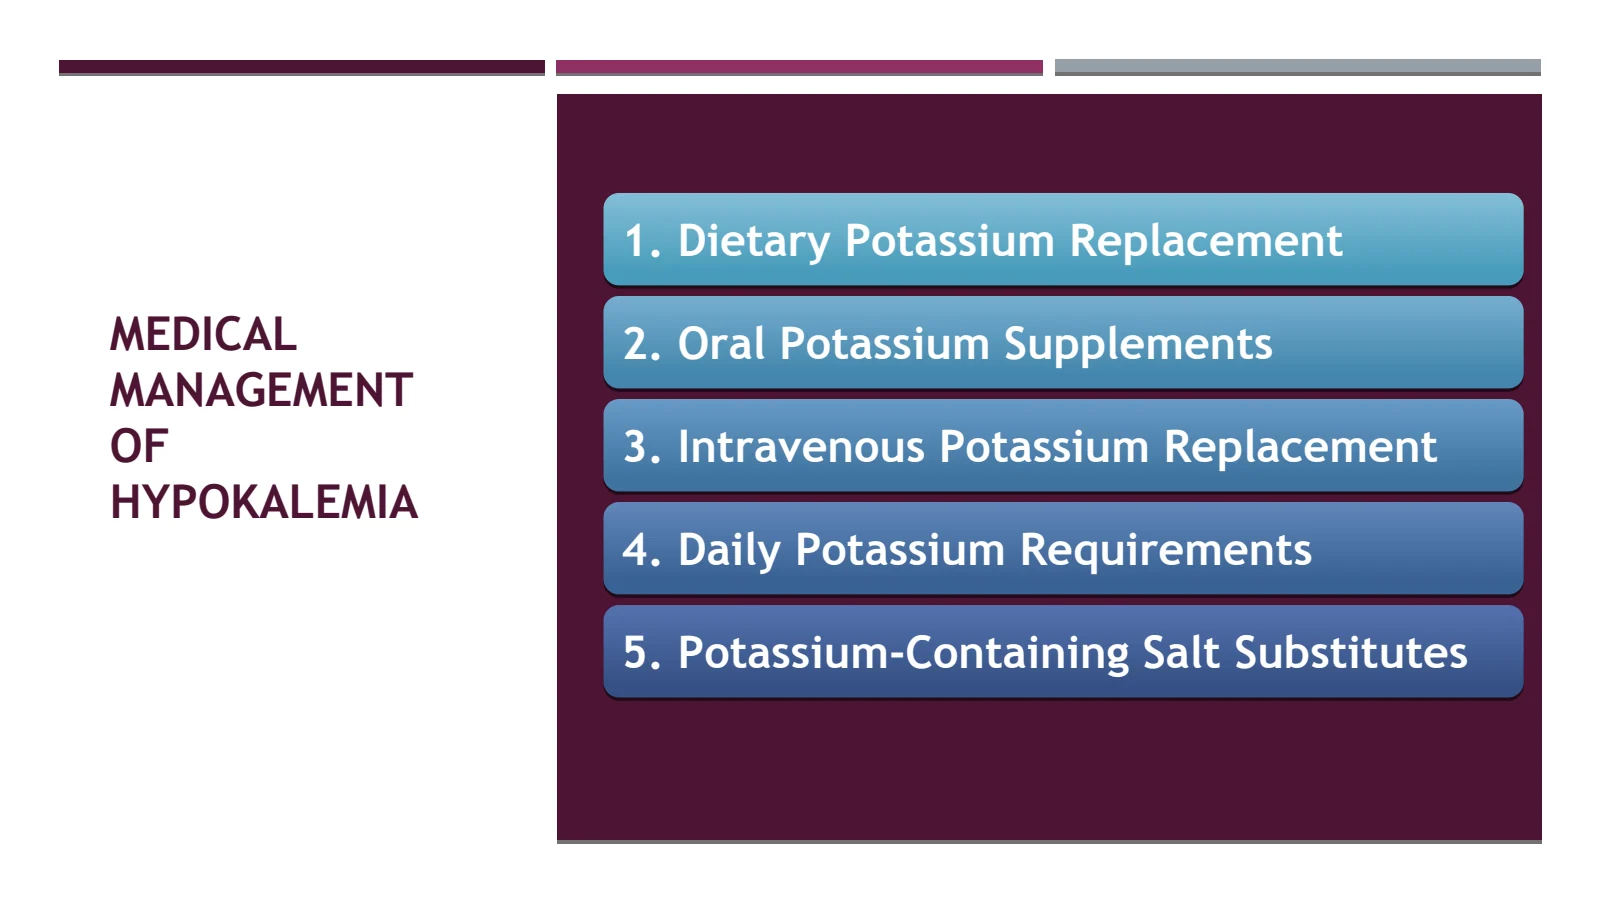 MEDICAL
MANAGEMENT
OF
HYPOKALEMIA
1. Dietary Potassium Replacement
2. Oral Potassium Supplements
3. Intravenous Potassium Replacement
4. Daily Potassium Requirements
5. Potassium-Containing Salt Substitutes